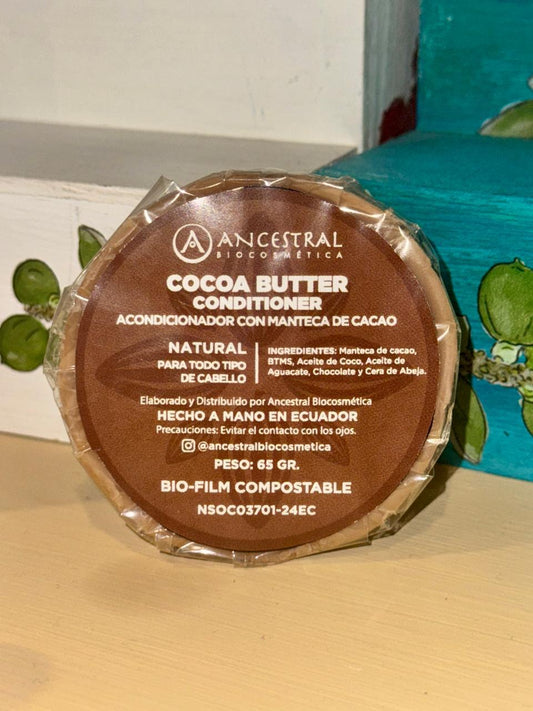 ANCESTRAL
BIOCOSMÉTICA
COCOA BUTTER
CONDITIONER
ACONDICIONADOR CON MANTECA DE CACAO
NATURAL
PARA TODO TIPO
DE CABELLO
INGREDIENTES: Manteca de cacao,
BTMS, Aceite de Coco, Aceite de
Aguacate, Chocolate y Cera de Abeja.
Elaborado y Distribuido por Ancestral Biocosmética
HECHO A MANO EN ECUADOR
Precauciones: Evitar el contacto con los ojos.
@ancestralbiocosmetica
PESO: 65 GR.
BIO-FILM COMPOSTABLE
NSOC03701-24EC